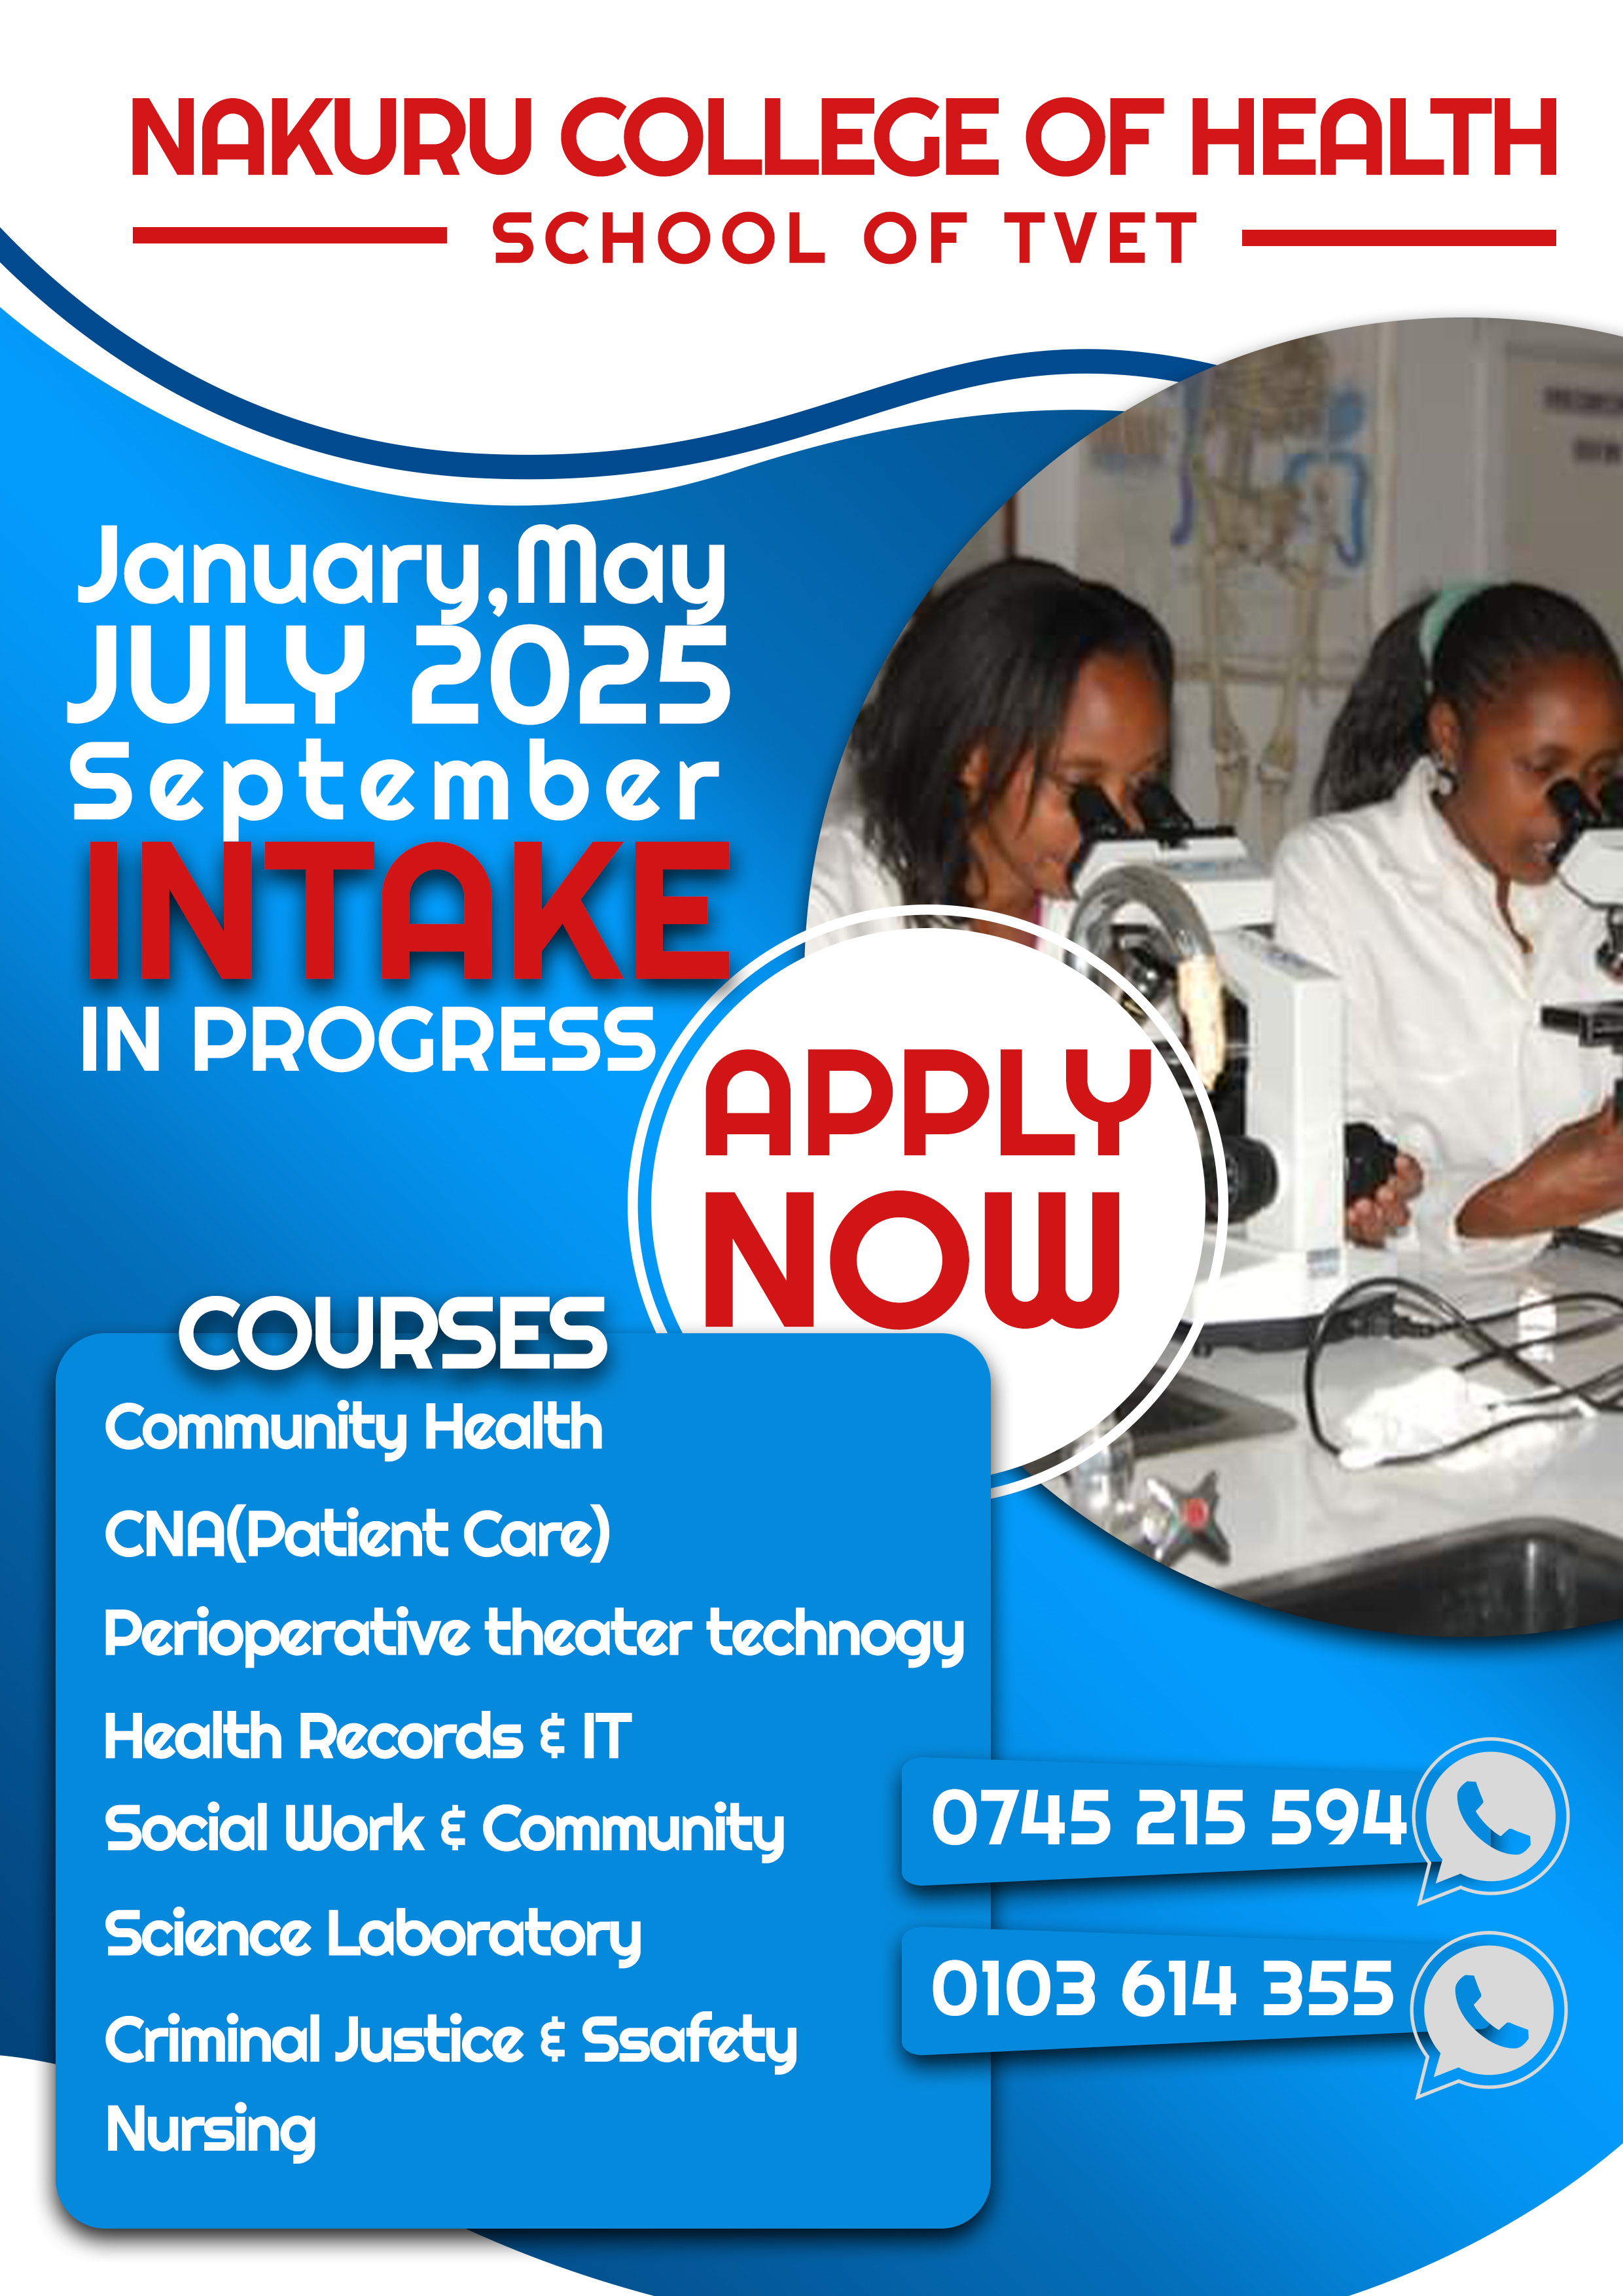 NAKURU COLLEGE OF HEALTH
SCHOOL OF TVET
January,May
JULY 2025
September
INTAKE
IN PROGRESS
APPLY
NOW
COURSES
Community Health
CNA(Patient Care)
Perioperative theater technogy
Health Records & IT
Social Work & Community
Science Laboratory
Criminal Justice & Ssafety
Nursing
0745 215 594
0103 614 355